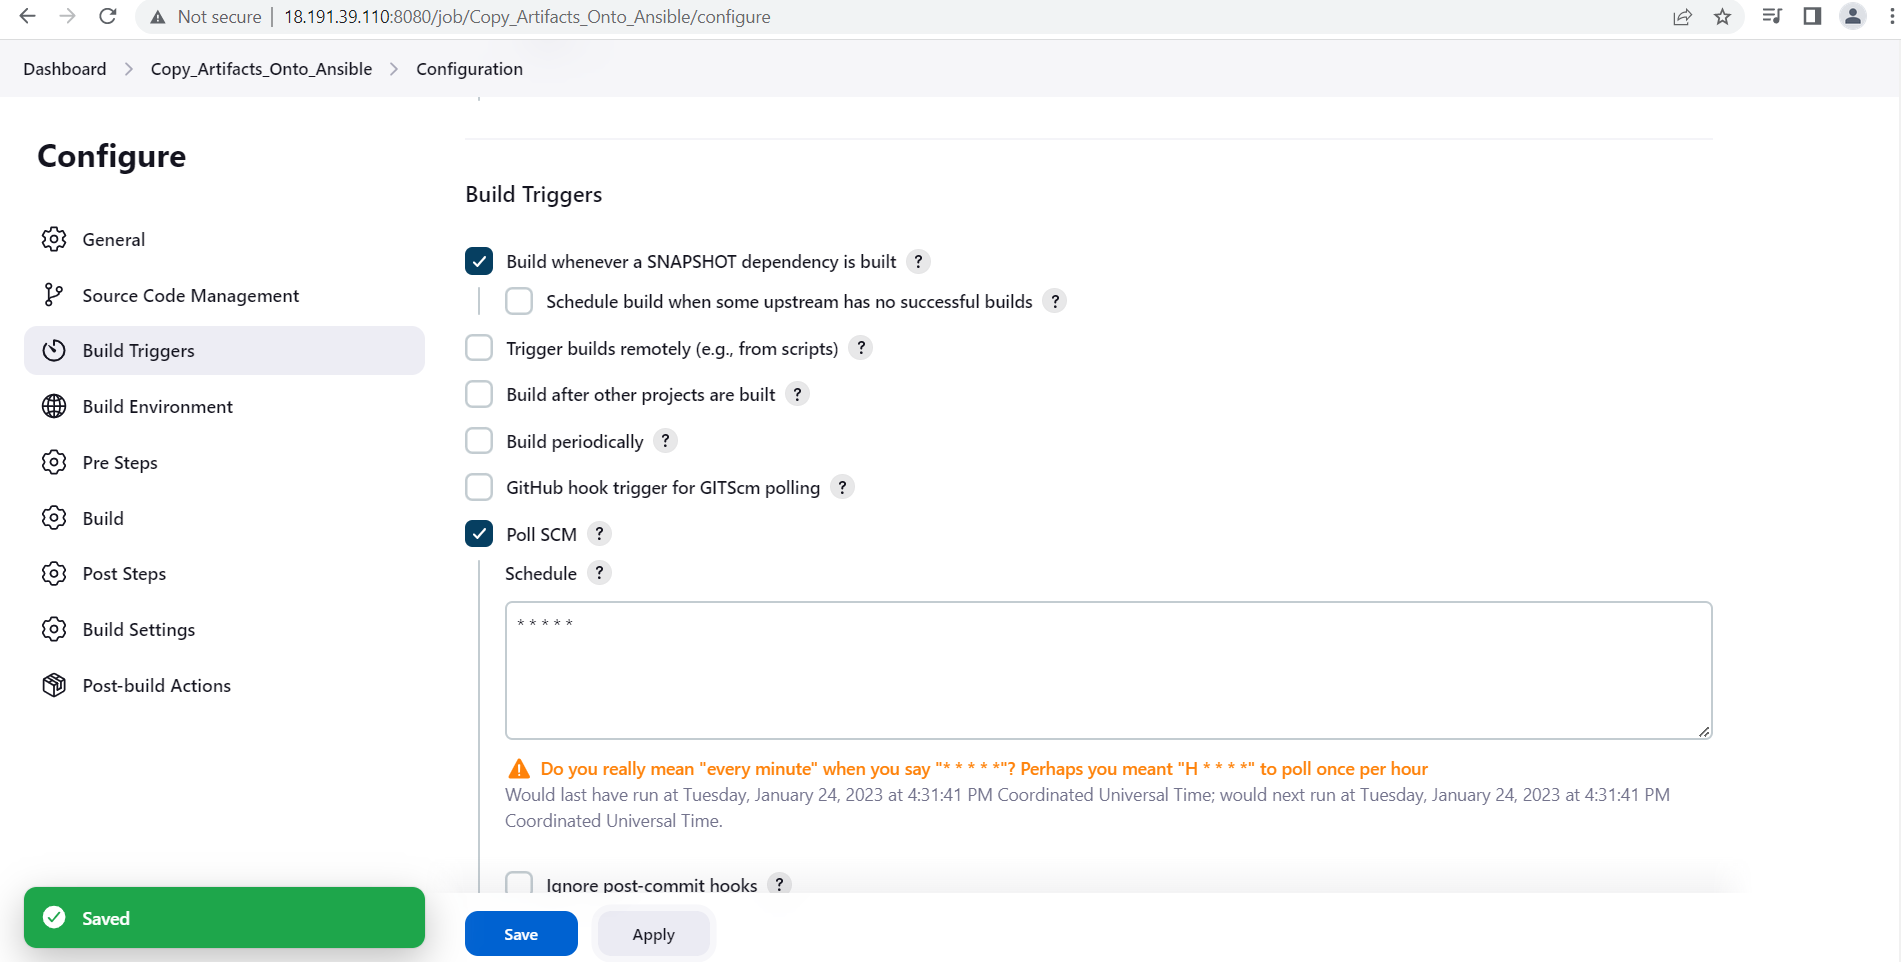 Not secure | 18.191.39.110:8080/job/Copy_Artifacts_Onto_Ansible/configure
Dashboard > Copy_Artifacts_Onto_Ansible > Configuration
Configure
General
Source Code Management
Build Triggers
Build Environment
Pre Steps
Build
Post Steps
Build Settings
Post-build Actions
Build Triggers
Build whenever a SNAPSHOT dependency is built ?
Schedule build when some upstream has no successful builds ?
Trigger builds remotely (e.g., from scripts) ?
Build after other projects are built ?
Build periodically ?
GitHub hook trigger for GITScm polling ?
Poll SCM ?
Schedule ?
* * * * *
Do you really mean "every minute" when you say "* * * * *"? Perhaps you meant "H * * * *" to poll once per hour
Would last have run at Tuesday, January 24, 2023 at 4:31:41 PM Coordinated Universal Time; would next run at Tuesday, January 24, 2023 at 4:31:41 PM
Coordinated Universal Time.
Ignore post-commit hooks ?
Saved
Save
Apply